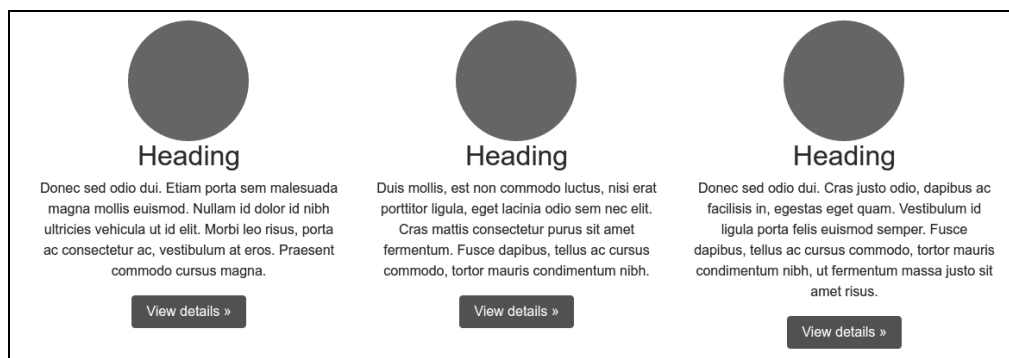 Heading
Donec sed odio dui. Etiam porta sem malesuada
magna mollis euismod. Nullam id dolor id nibh
ultricies vehicula ut id elit. Morbi leo risus, porta
ac consectetur ac, vestibulum at eros. Praesent
commodo cursus magna.
View details »
Heading
Duis mollis, est non commodo luctus, nisi erat
porttitor ligula, eget lacinia odio sem nec elit.
Cras mattis consectetur purus sit amet
fermentum. Fusce dapibus, tellus ac cursus
commodo, tortor mauris condimentum nibh.
View details »
Heading
Donec sed odio dui. Cras justo odio, dapibus ac
facilisis in, egestas eget quam. Vestibulum id
ligula porta felis euismod semper. Fusce
dapibus, tellus ac cursus commodo, tortor mauris
condimentum nibh, ut fermentum massa justo sit
amet risus.
View details »